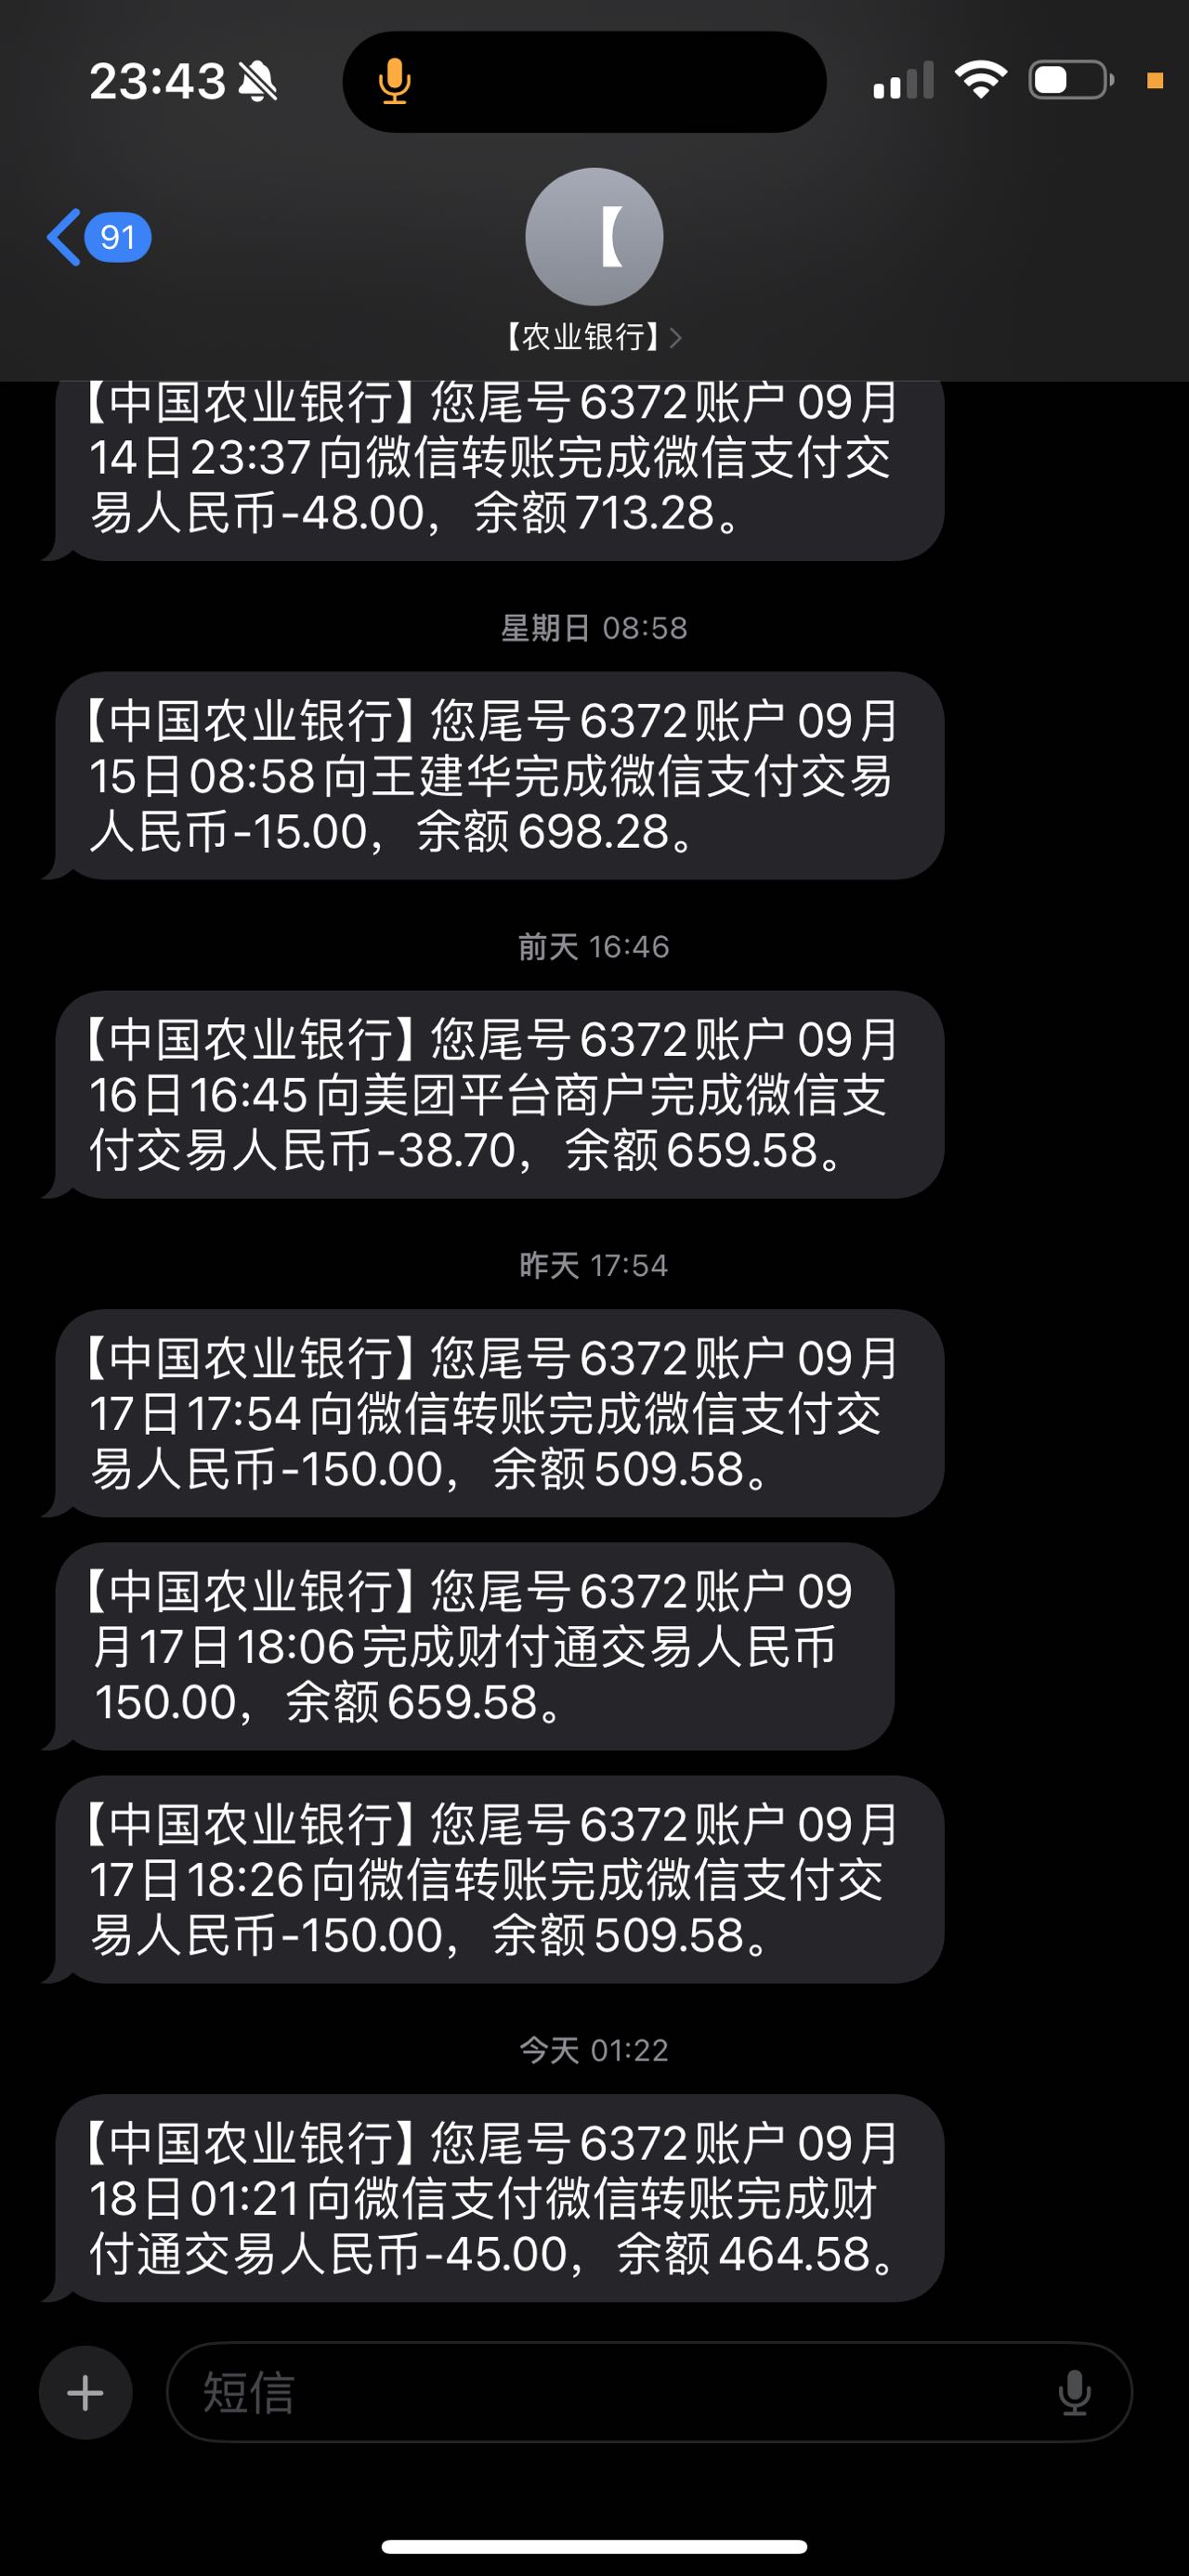 23:43
91
【
【农业银行】
【中国农业银行】您尾号6372账户09月
14日23:37向微信转账完成微信支付交
易人民币-48.00，余额713.28。
星期日 08:58
【中国农业银行】您尾号6372账户09月
15日08:58向王建华完成微信支付交易
人民币-15.00，余额698.28。
前天 16:46
【中国农业银行】您尾号6372账户09月
16日16:45向美团平台商户完成微信支
付交易人民币-38.70，余额659.58。
昨天 17:54
【中国农业银行】您尾号6372账户09月
17日17:54向微信转账完成微信支付交
易人民币-150.00，余额509.58。
【中国农业银行】您尾号6372账户09
月17日18:06完成财付通交易人民币
150.00，余额659.58。
【中国农业银行】您尾号6372账户09月
17日18:26向微信转账完成微信支付交
易人民币-150.00，余额509.58。
今天 01:22
【中国农业银行】您尾号6372账户09月
18日01:21向微信支付微信转账完成财
付通交易人民币-45.00，余额464.58。
短信